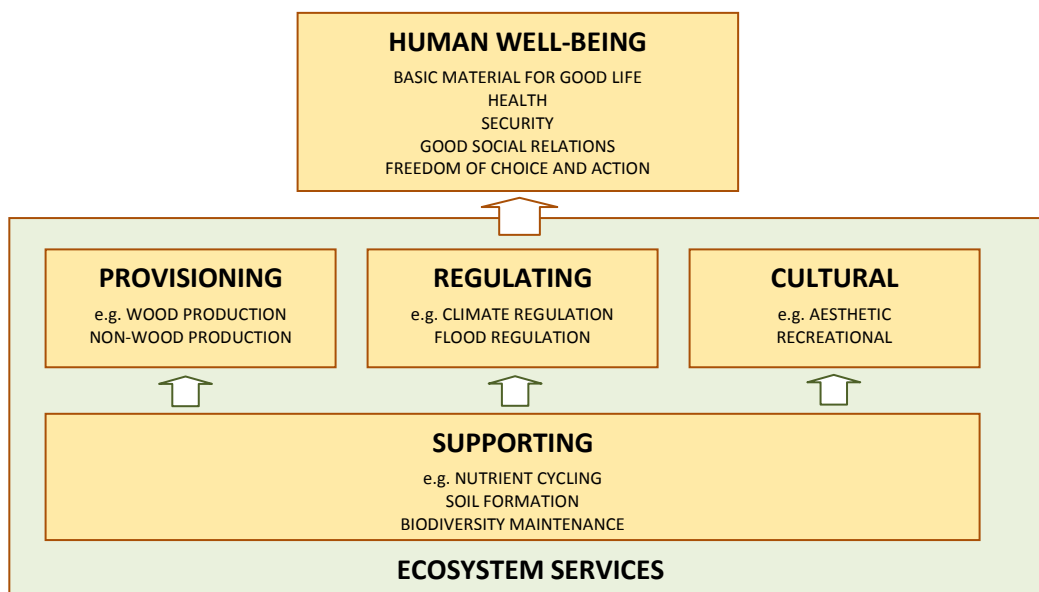 HUMAN WELL-BEING
BASIC MATERIAL FOR GOOD LIFE
HEALTH
SECURITY
GOOD SOCIAL RELATIONS
FREEDOM OF CHOICE AND ACTION
PROVISIONING
e.g. WOOD PRODUCTION
NON-WOOD PRODUCTION
REGULATING
e.g. CLIMATE REGULATION
FLOOD REGULATION
CULTURAL
e.g. AESTHETIC
RECREATIONAL
SUPPORTING
e.g. NUTRIENT CYCLING
SOIL FORMATION
BIODIVERSITY MAINTENANCE
ECOSYSTEM SERVICES